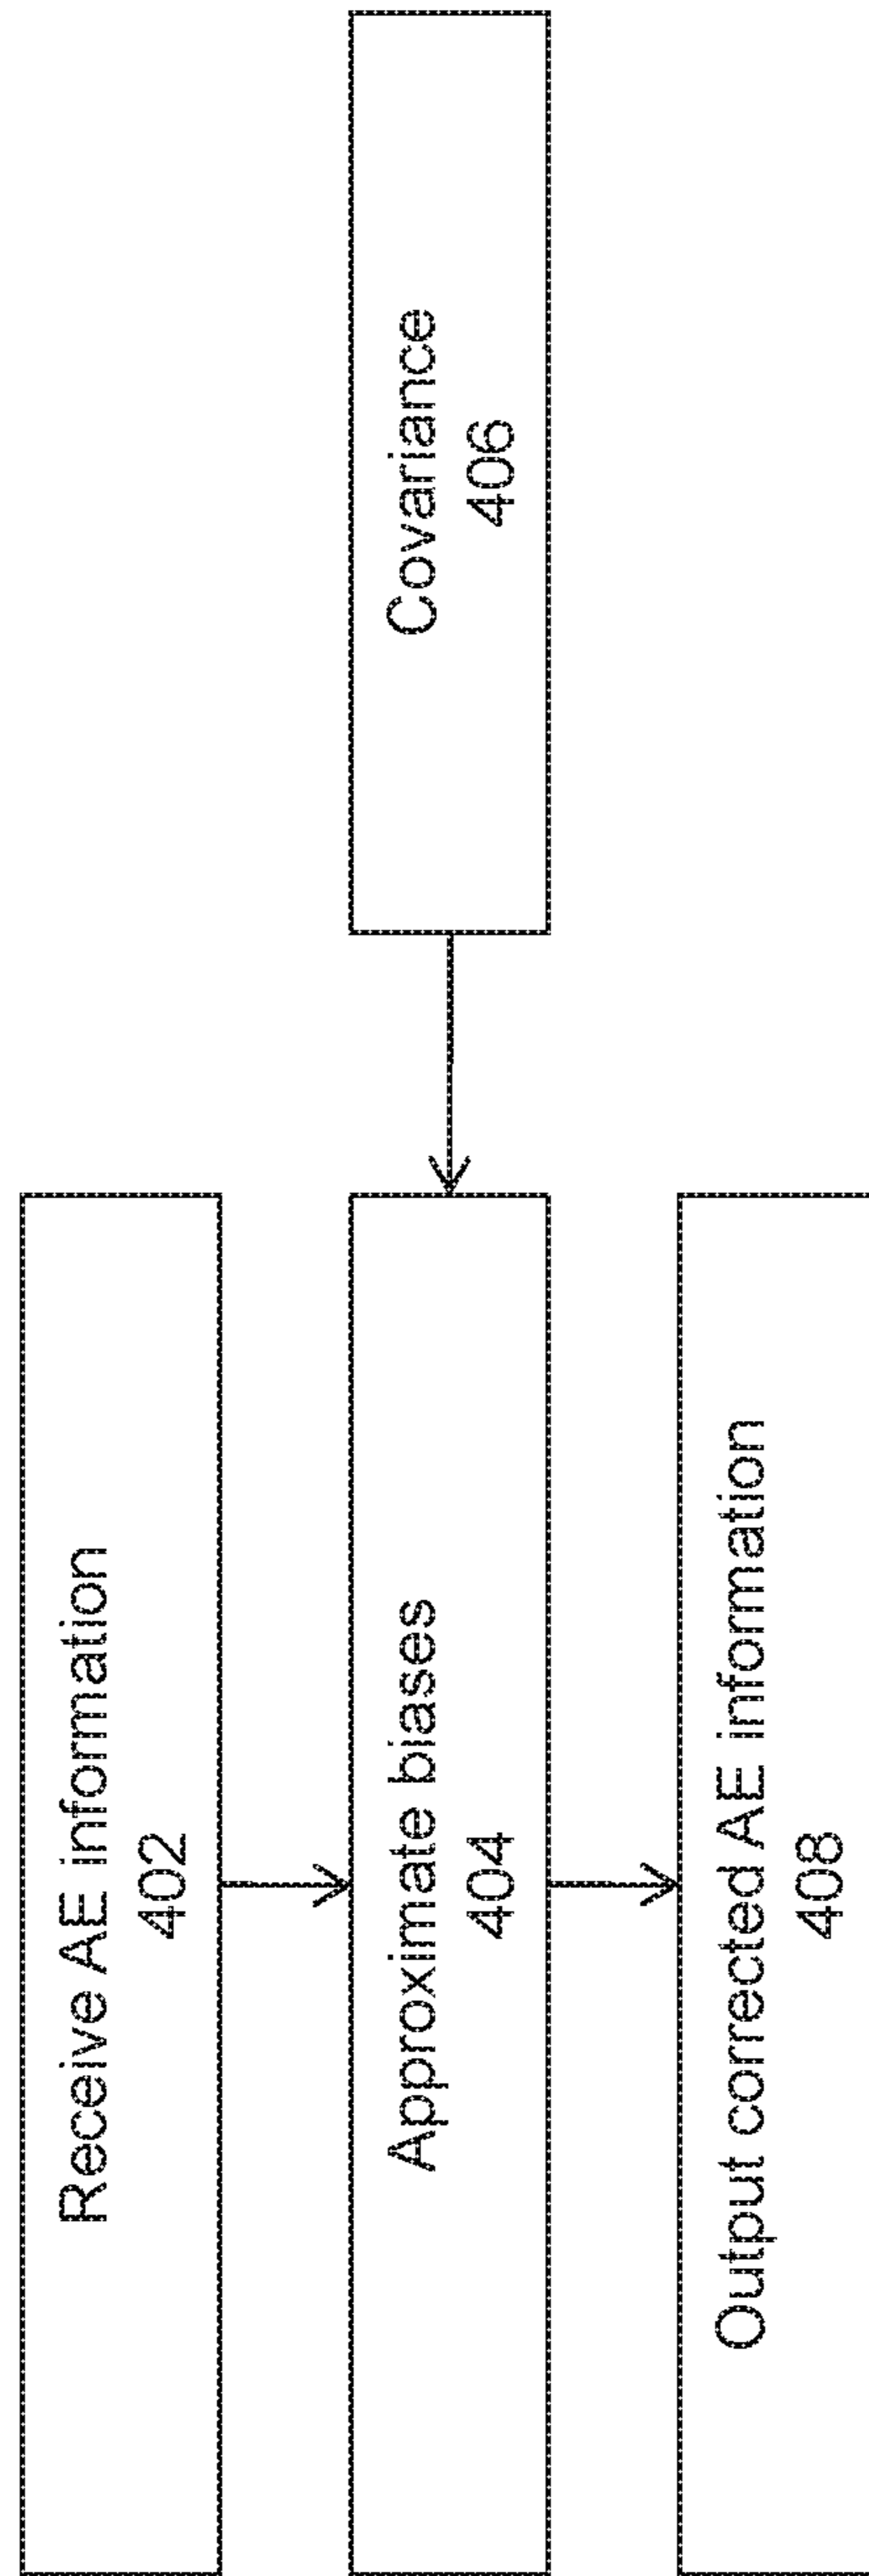 Receive AE information
402
Approximate biases
404
Covariance
406
Output corrected AE information
408